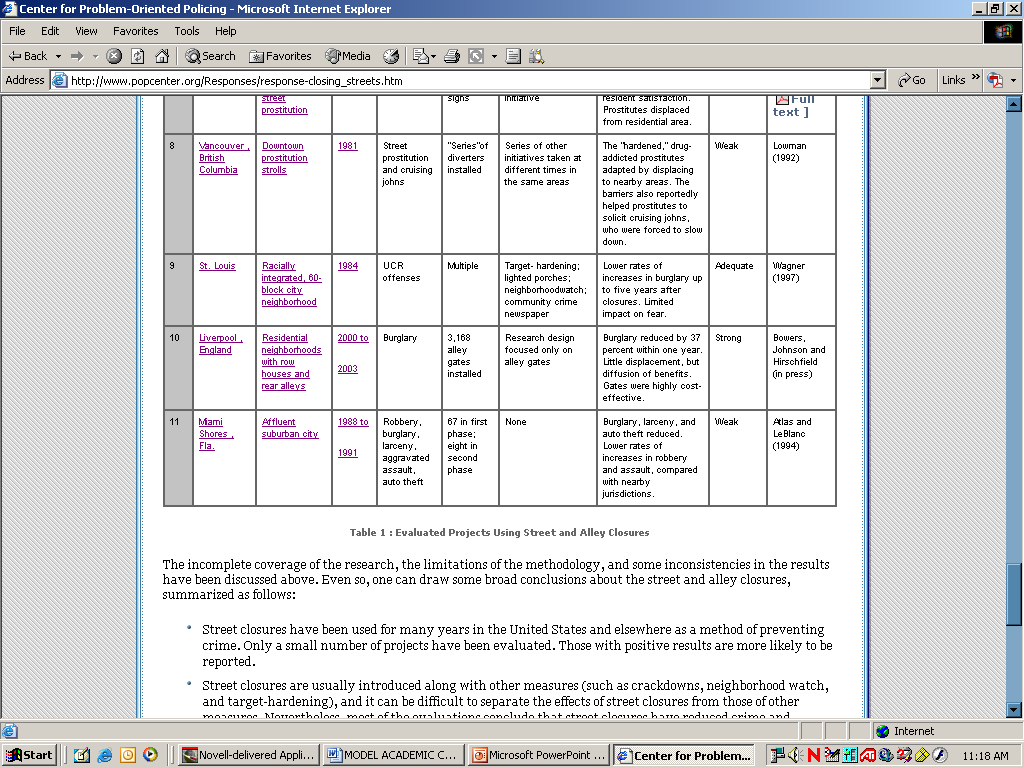 Center for Problem-Oriented Policing - Microsoft Internet Explorer
File Edit View Favorites Tools Help
Back Search Favorites Media
Address http://www.popcenter.org/Responses/response-closing_streets.htm Go Links »
street
prostitution
signs
initiative
resident satisfaction.
Prostitutes displaced
from residential area.
Full
text ]
8
Vancouver ,
British
Columbia
Downtown
prostitution
strolls
1981
Street
prostitution
and cruising
johns
"Series"of
diverters
installed
Series of other
initiatives taken at
different times in
the same areas
The "hardened," drug-
addicted prostitutes
adapted by displacing
to nearby areas. The
barriers also reportedly
helped prostitutes to
solicit cruising johns,
who were forced to slow
down.
Weak
Lowman
(1992)
9
St. Louis
Racially
integrated, 60-
block city
neighborhood
1984
UCR
offenses
Multiple
Target- hardening;
lighted porches;
neighborhoodwatch;
community crime
newspaper
Lower rates of
increases in burglary up
to five years after
closures. Limited
impact on fear.
Adequate
Wagner
(1997)
10
Liverpool ,
England
Residential
neighborhoods
with row
houses and
rear alleys
2000 to
2003
Burglary
3,168
alley
gates
installed
Research design
focused only on
alley gates
Burglary reduced by 37
percent within one year.
Little displacement, but
diffusion of benefits.
Gates were highly cost-
effective.
Strong
Bowers,
Johnson and
Hirschfield
(in press)
11
Miami
Shores ,
Fla.
Affluent
suburban city
1988 to
1991
Robbery,
burglary,
larceny,
aggravated
assault,
auto theft
67 in first
phase;
eight in
second
phase
None
Burglary, larceny, and
auto theft reduced.
Lower rates of
increases in robbery
and assault, compared
with nearby
jurisdictions.
Weak
Atlas and
LeBlanc
(1994)
Table 1 : Evaluated Projects Using Street and Alley Closures
The incomplete coverage of the research, the limitations of the methodology, and some inconsistencies in the results
have been discussed above. Even so, one can draw some broad conclusions about the street and alley closures,
summarized as follows:
• Street closures have been used for many years in the United States and elsewhere as a method of preventing
crime. Only a small number of projects have been evaluated. Those with positive results are more likely to be
reported.
• Street closures are usually introduced along with other measures (such as crackdowns, neighborhood watch,
and target-hardening), and it can be difficult to separate the effects of street closures from those of other
measures. Nevertheless, most of the evaluations conclude that street closures have reduced crime and
Internet
Start Novell-delivered Appli... MODEL ACADEMIC C... Microsoft PowerPoint ... Center for Problem... 11:18 AM